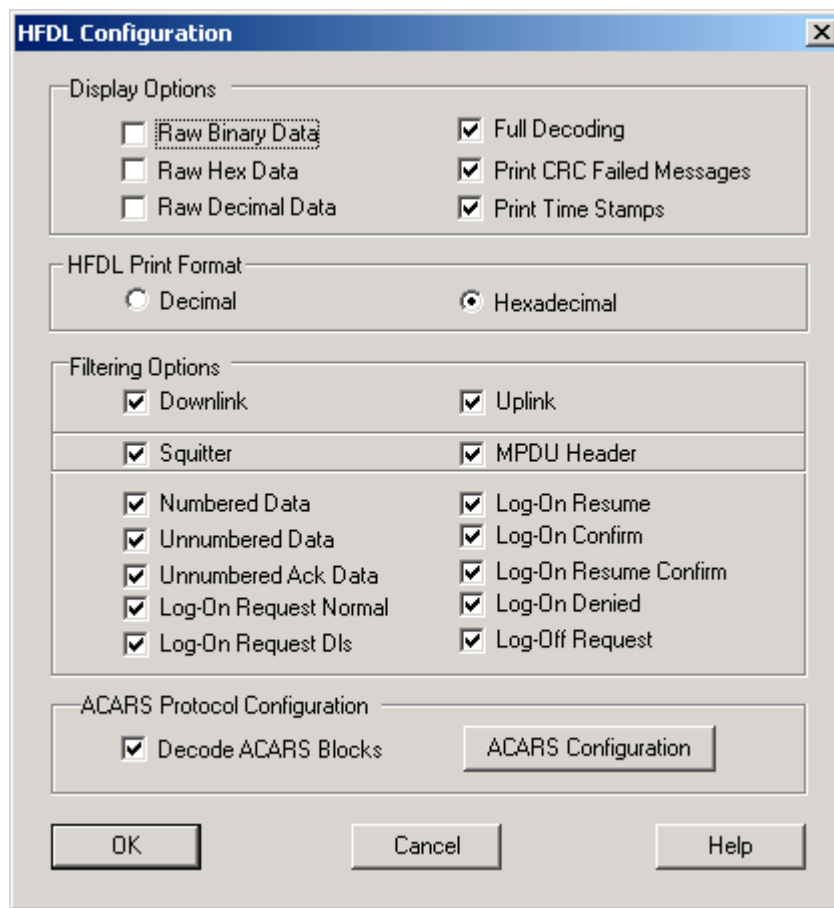 HFDL Configuration
Display Options
Raw Binary Data
Full Decoding
Raw Hex Data
Print CRC Failed Messages
Raw Decimal Data
Print Time Stamps
HFDL Print Format
Decimal
Hexadecimal
Filtering Options
Downlink
Uplink
Squitter
MPDU Header
Numbered Data
Log-On Resume
Unnumbered Data
Log-On Confirm
Unnumbered Ack Data
Log-On Resume Confirm
Log-On Request Normal
Log-On Denied
Log-On Request Dls
Log-Off Request
ACARS Protocol Configuration
Decode ACARS Blocks
ACARS Configuration
OK
Cancel
Help